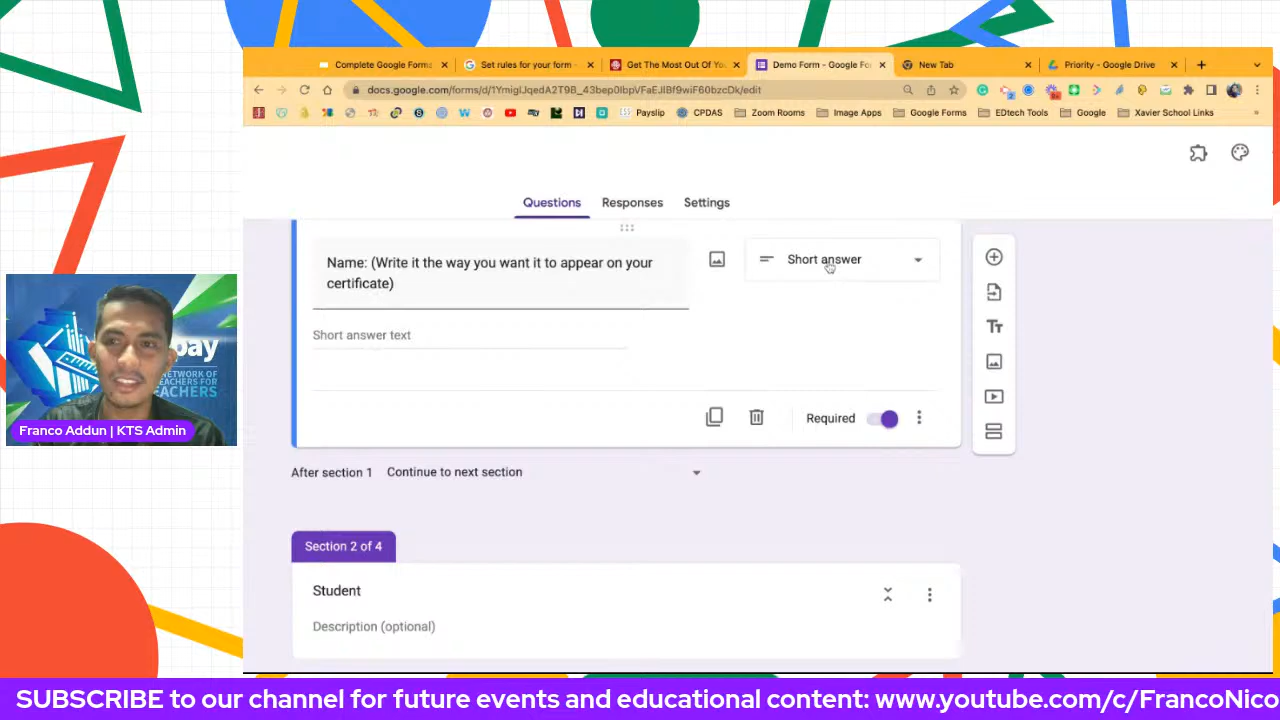 Complete Google Forms
Set rules for your form -
Get The Most Out Of Yo
Demo Form - Google Fo
New Tab
Priority - Google Drive
docs.google.com/forms/d/1YmiglJqedA2T98_43bep0lbpVFaEJlBf9wiF60bzcDk/edit
Payslip
CPDAS
Zoom Rooms
Image Apps
Google Forms
EDtech Tools
Google
Xavier School Links
Questions
Responses
Settings
Name: (Write it the way you want it to appear on your
certificate)
Short answer
Short answer text
Required
After section 1
Continue to next section
Section 2 of 4
Student
Description (optional)
pay
NETWORK OF
TEACHERS FOR
TEACHERS
Franco Addun | KTS Admin
SUBSCRIBE to our channel for future events and educational content: www.youtube.com/c/FrancoNico